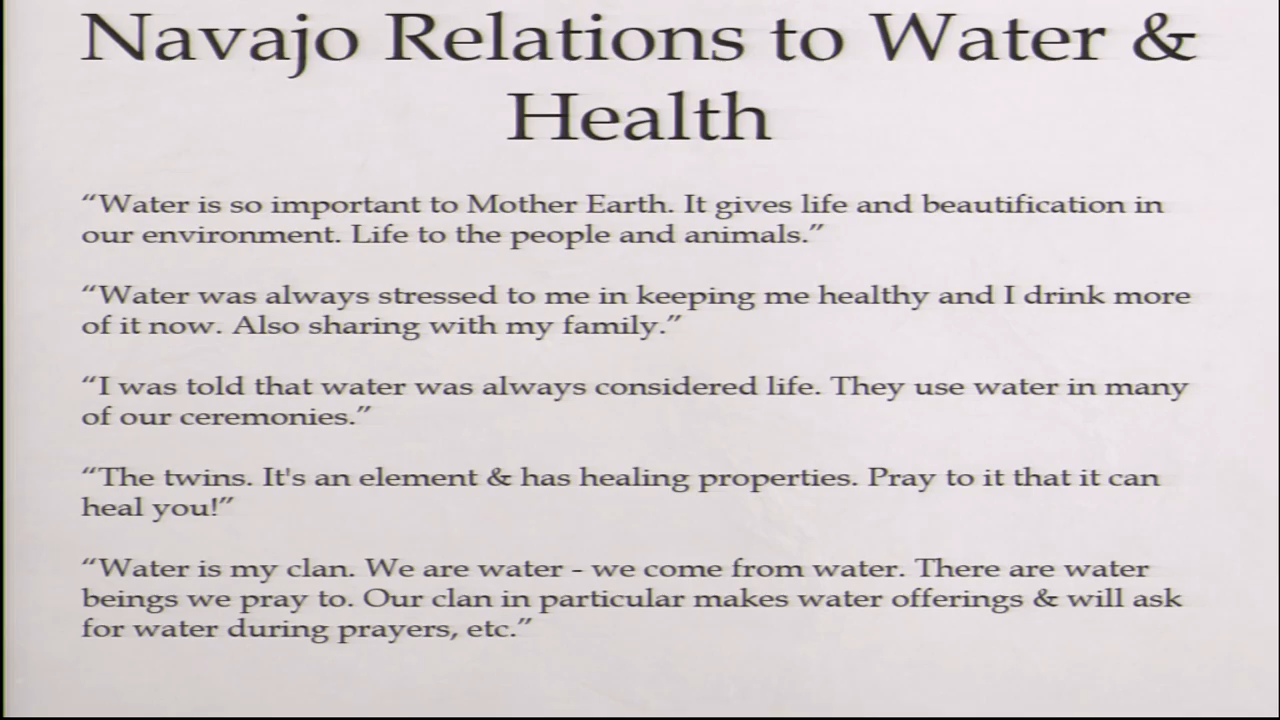 Navajo Relations to Water &
Health
“Water is so important to Mother Earth. It gives life and beautification in
our environment. Life to the people and animals.”
“Water was always stressed to me in keeping me healthy and I drink more
of it now. Also sharing with my family.”
“I was told that water was always considered life. They use water in many
of our ceremonies.”
“The twins. It's an element & has healing properties. Pray to it that it can
heal you!”
“Water is my clan. We are water - we come from water. There are water
beings we pray to. Our clan in particular makes water offerings & will ask
for water during prayers, etc.”